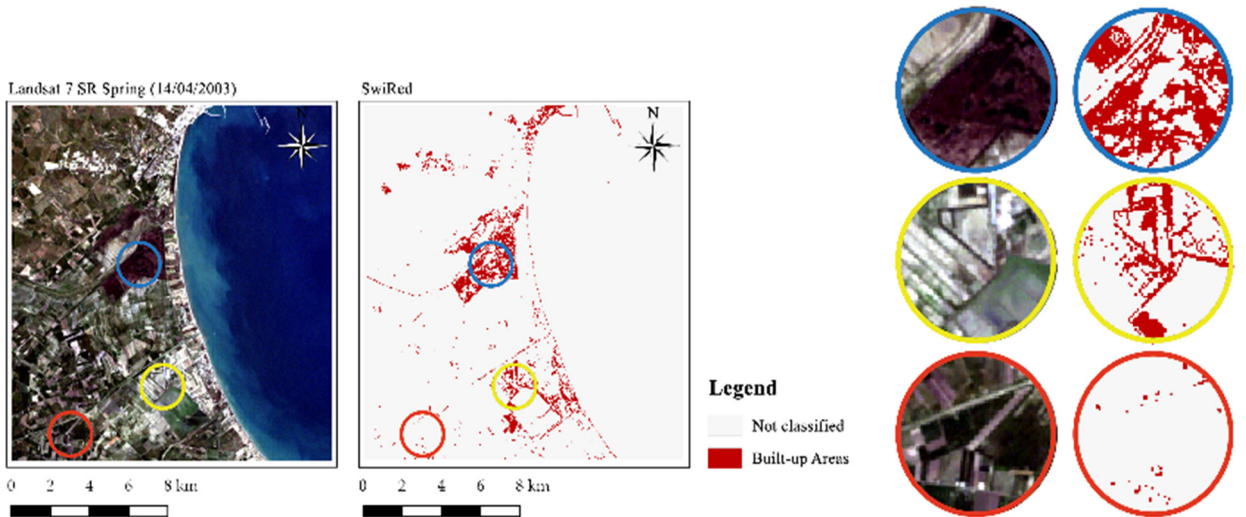 Landsat 7 SR Spring (14/04/2003)
SwiRed
N
N
Legend
Not classified
Built-up Areas
0 2 4 6 8 km
0 2 4 6 8 km